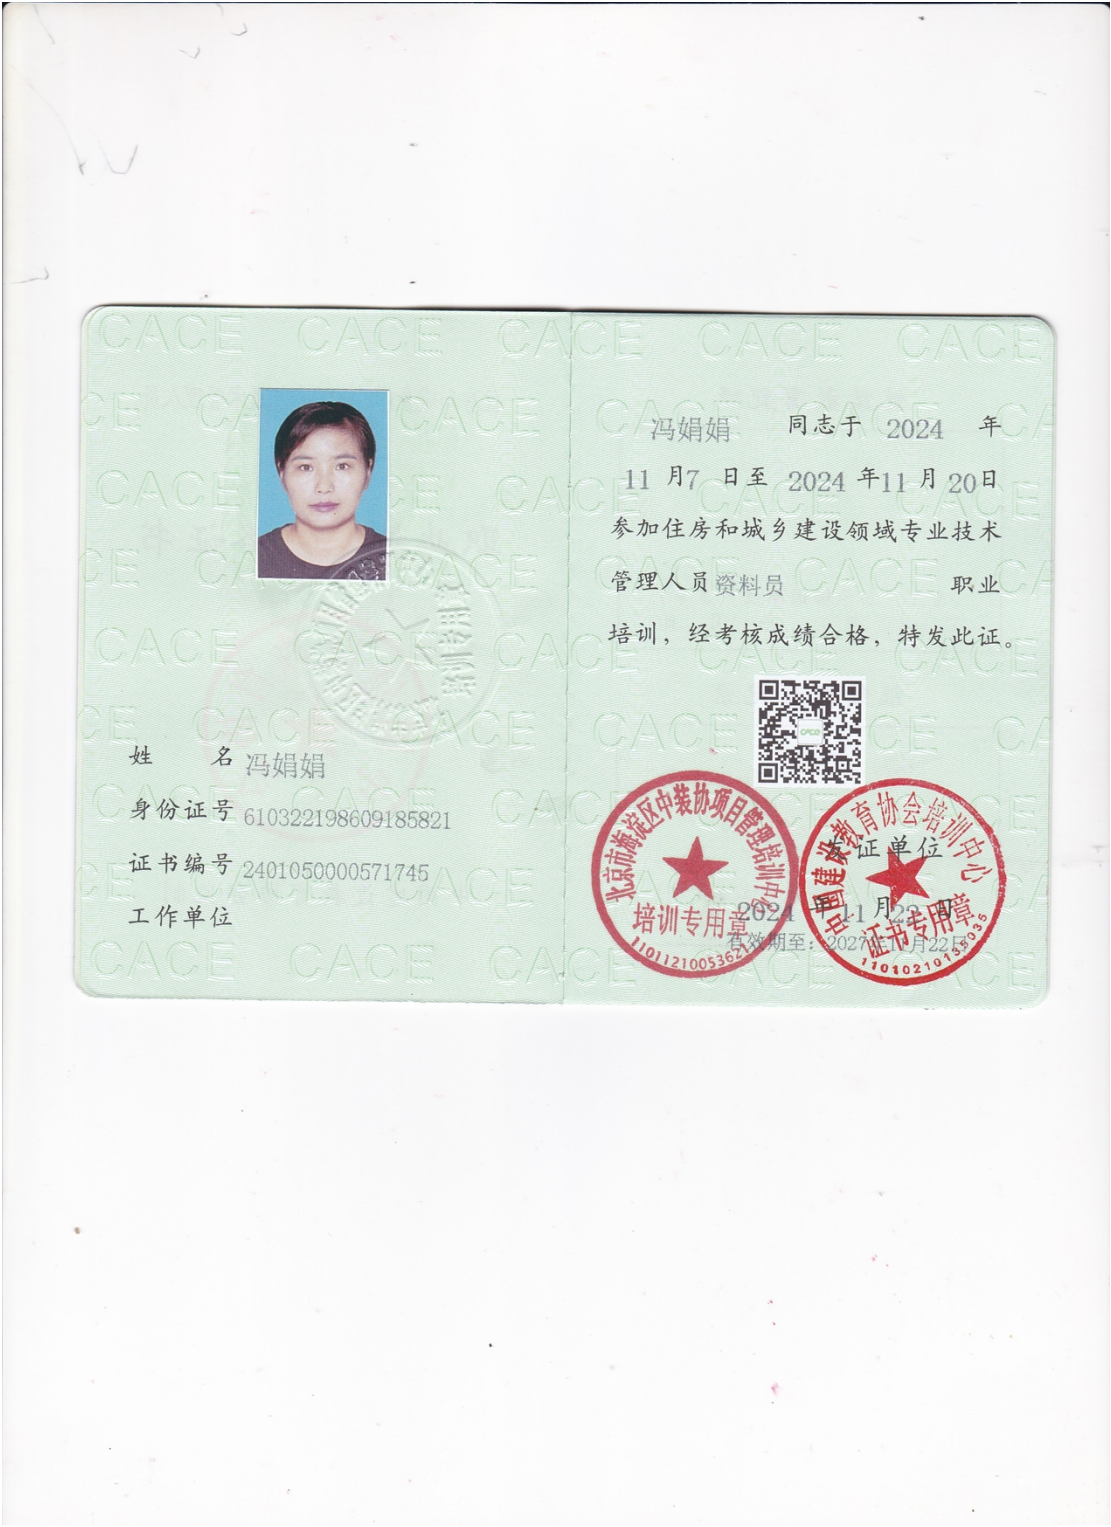 姓 名 冯娟娟
身份证号 610322198609185821
证书编号 2401050000571745
工作单位
冯娟娟 同志于 2024 年
11 月7 日至 2024 年11 月 20日
参加住房和城乡建设领域专业技术
管理人员资料员 职业
培训，经考核成绩合格，特发此证。
北京市海淀区中装协项目管理培训中心
培训专用章
1101121005362
中国建设教育协会培训中心
证书专用章
11010210135035
发证单位
2024 年 11 月 22 日
有效期至：2027年11月22日
CACE